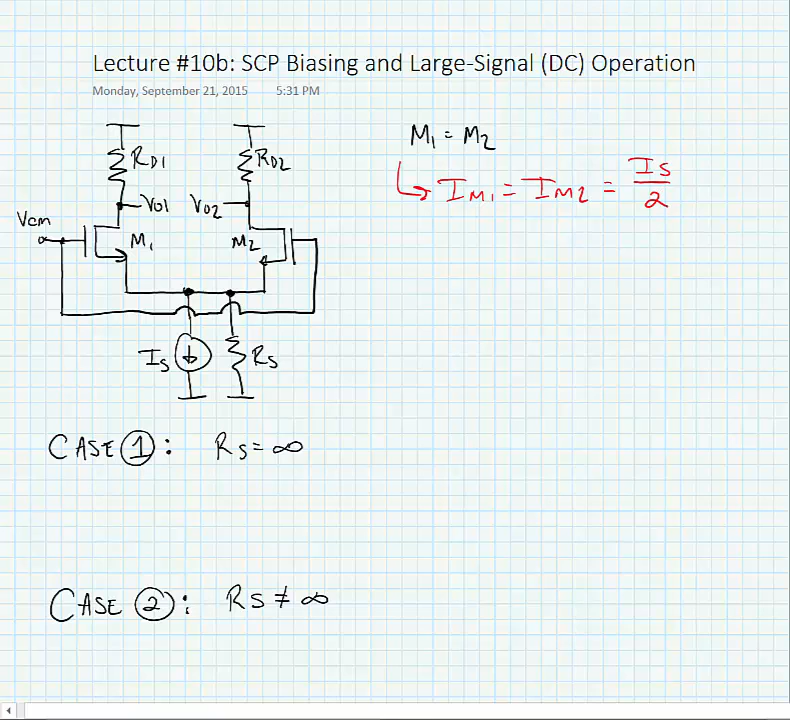 Lecture #10b: SCP Biasing and Large-Signal (DC) Operation
Monday, September 21, 2015 5:31 PM
M1 = M2
IM1 = IM2 = Is/2
RD1
RD2
Vo1
Vo2
Vcm
M1
M2
Is
Rs
CASE 1: Rs = ∞
CASE 2: Rs ≠ ∞